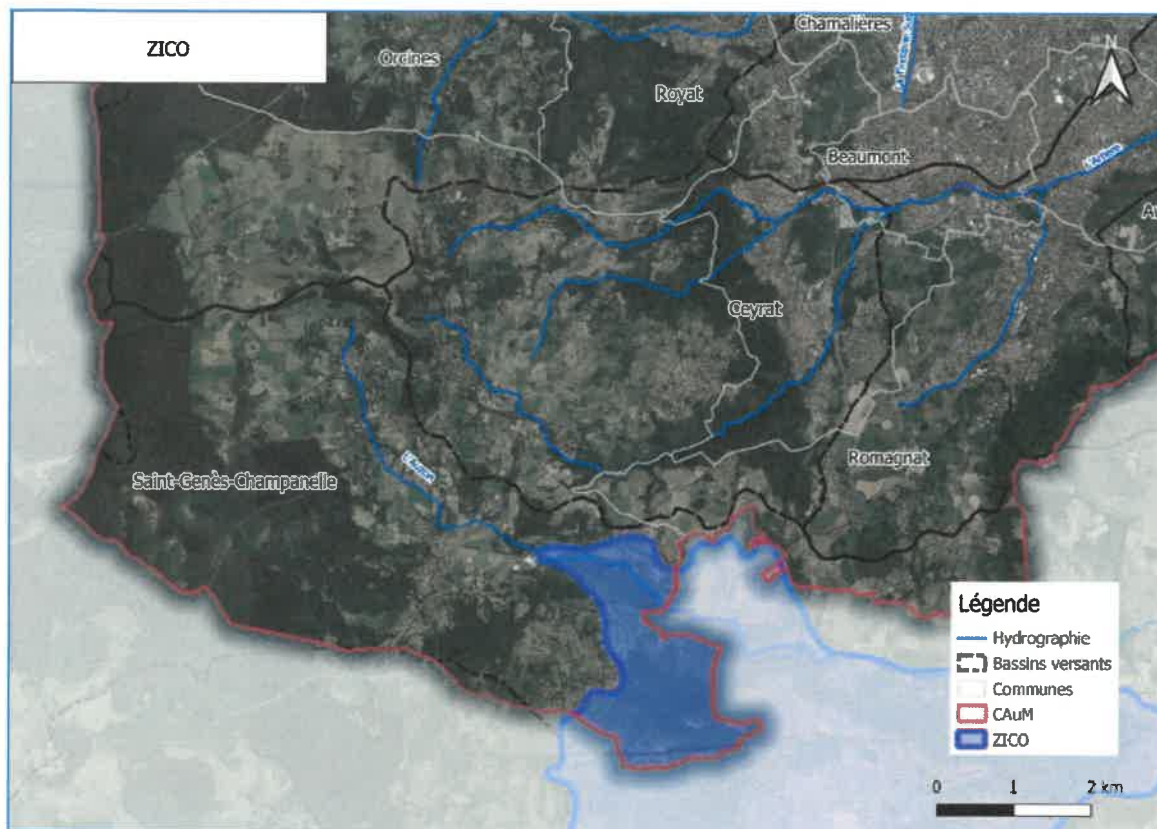 ZICO
Chamalières
Orcines
N
Royat
Beaumont
L'Artière
Ceyrat
L'Auzon
Romagnat
Saint-Genès-Champanelle
Légende
Hydrographie
Bassins versants
Communes
CAuM
ZICO
0 1 2 km